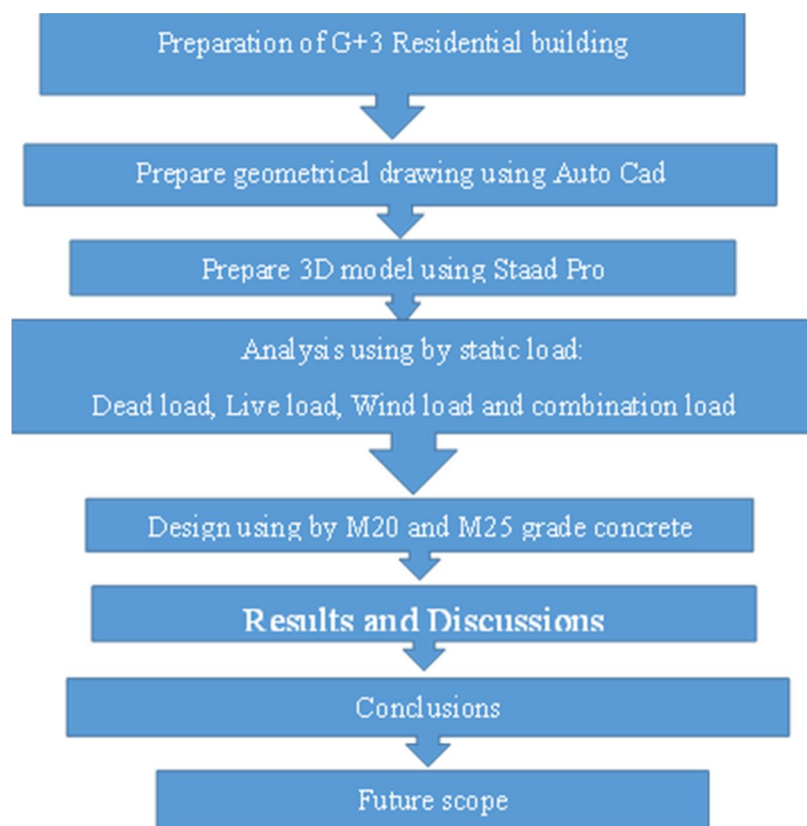 Preparation of G+3 Residential building
Prepare geometrical drawing using Auto Cad
Prepare 3D model using Staad Pro
Analysis using by static load:
Dead load, Live load, Wind load and combination load
Design using by M20 and M25 grade concrete
Results and Discussions
Conclusions
Future scope